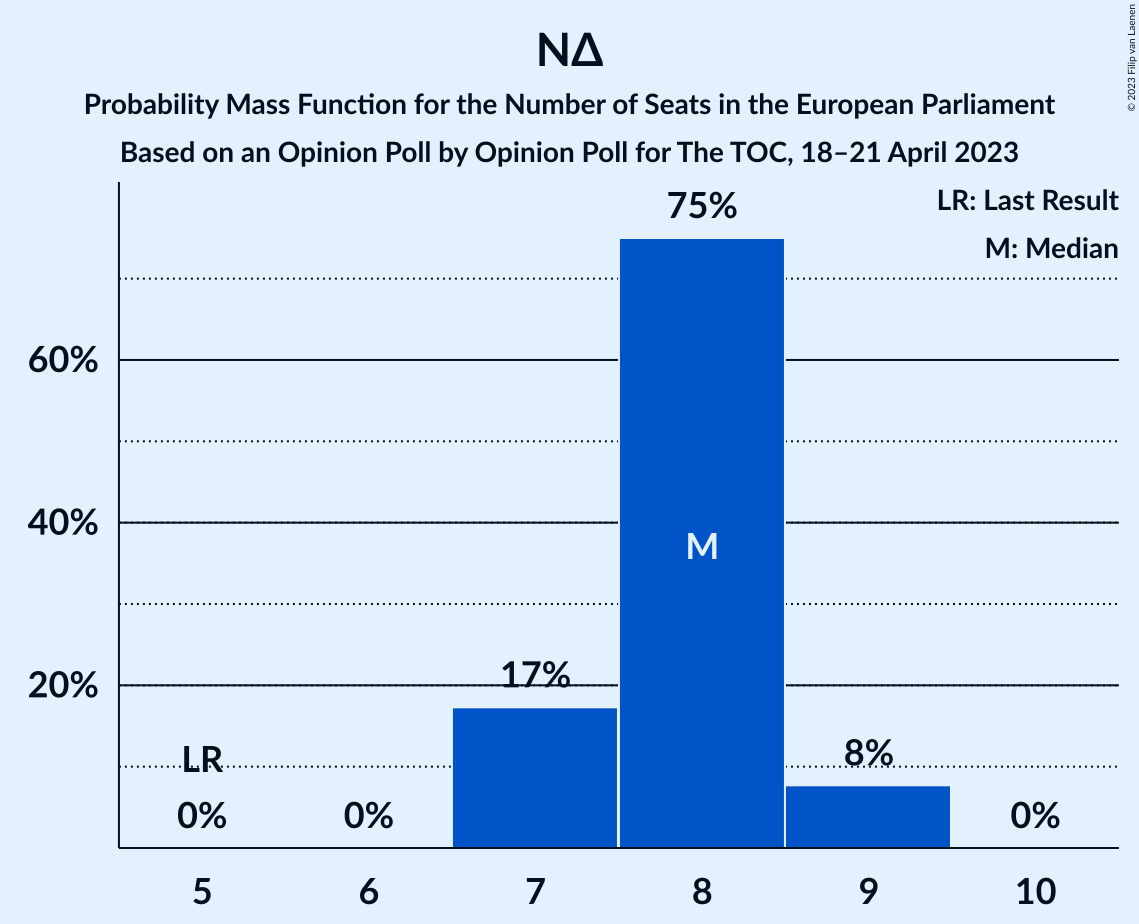 ΝΔ
Probability Mass Function for the Number of Seats in the European Parliament
Based on an Opinion Poll by Opinion Poll for The TOC, 18–21 April 2023
© 2023 Filip van Laenen
LR: Last Result
M: Median
75%
60%
40%
M
20%
17%
LR
8%
0%
0%
0%
5 6 7 8 9 10